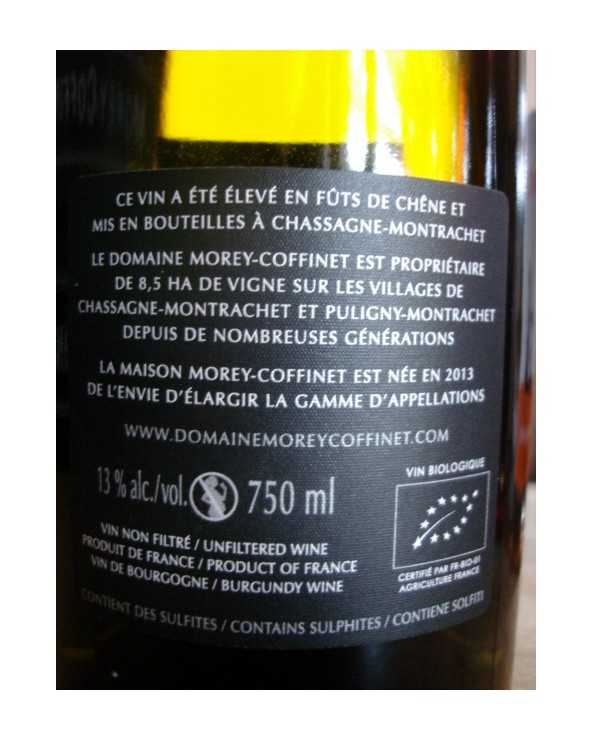 CE VIN A ÉTÉ ÉLEVÉ EN FÛTS DE CHÊNE ET
MIS EN BOUTEILLES À CHASSAGNE-MONTRACHET
LE DOMAINE MOREY-COFFINET EST PROPRIÉTAIRE
DE 8,5 HA DE VIGNE SUR LES VILLAGES DE
CHASSAGNE-MONTRACHET ET PULIGNY-MONTRACHET
DEPUIS DE NOMBREUSES GÉNÉRATIONS
LA MAISON MOREY-COFFINET EST NÉE EN 2013
DE L'ENVIE D'ÉLARGIR LA GAMME D'APPELLATIONS
WWW.DOMAINEMOREYCOFFINET.COM
13 % alc./vol. 750 ml
VIN NON FILTRÉ / UNFILTERED WINE
PRODUIT DE FRANCE / PRODUCT OF FRANCE
VIN DE BOURGOGNE / BURGUNDY WINE
VIN BIOLOGIQUE
CERTIFIÉ PAR FR-BIO-01
AGRICULTURE FRANCE
CONTIENT DES SULFITES / CONTAINS SULPHITES / CONTIENE SOLFITI